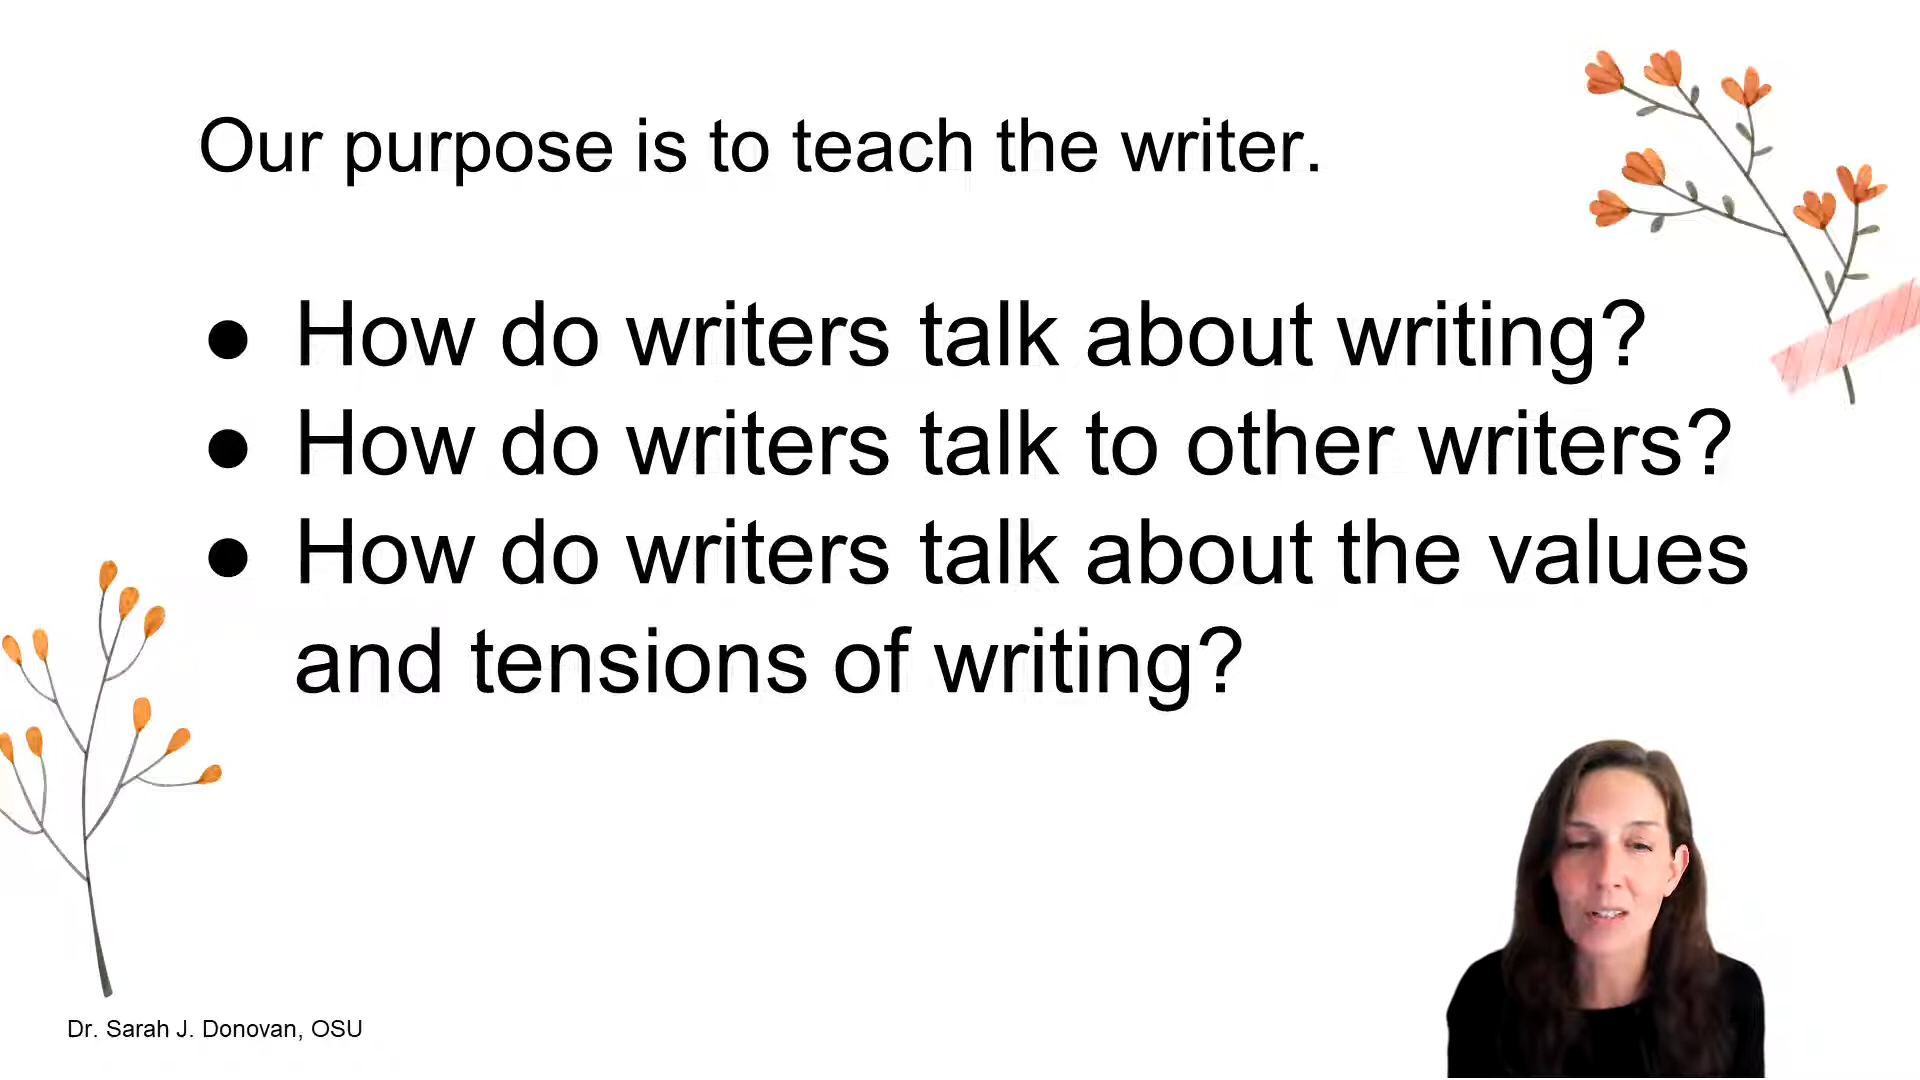 Our purpose is to teach the writer.
● How do writers talk about writing?
● How do writers talk to other writers?
● How do writers talk about the values
and tensions of writing?
Dr. Sarah J. Donovan, OSU